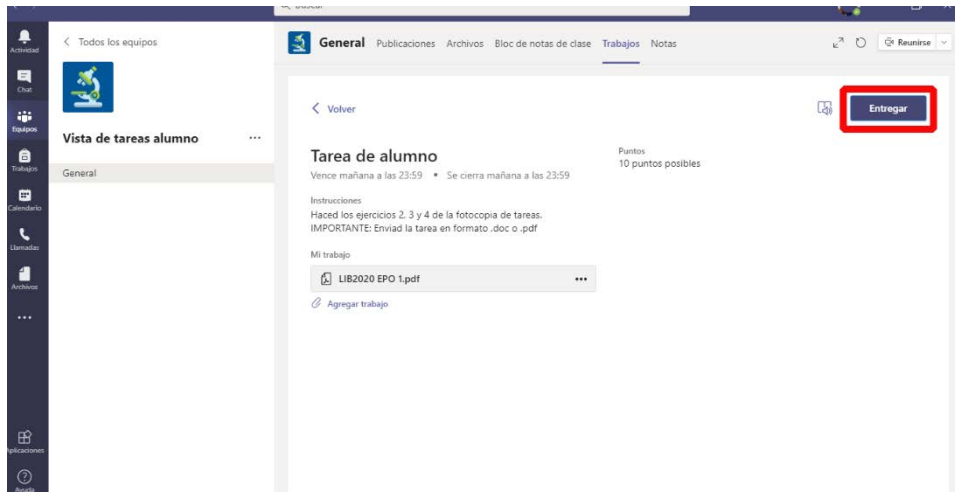 Buscar
Actividad
Chat
Equipos
Trabajos
Calendario
Llamadas
Archivos
Aplicaciones
Ayuda
Todos los equipos
Vista de tareas alumno
General
General Publicaciones Archivos Bloc de notas de clase Trabajos Notas
Reunirse
Volver
Entregar
Tarea de alumno
Vence mañana a las 23:59 • Se cierra mañana a las 23:59
Puntos
10 puntos posibles
Instrucciones
Haced los ejercicios 2, 3 y 4 de la fotocopia de tareas.
IMPORTANTE: Enviad la tarea en formato .doc o .pdf
Mi trabajo
LIB2020 EPO 1.pdf
Agregar trabajo